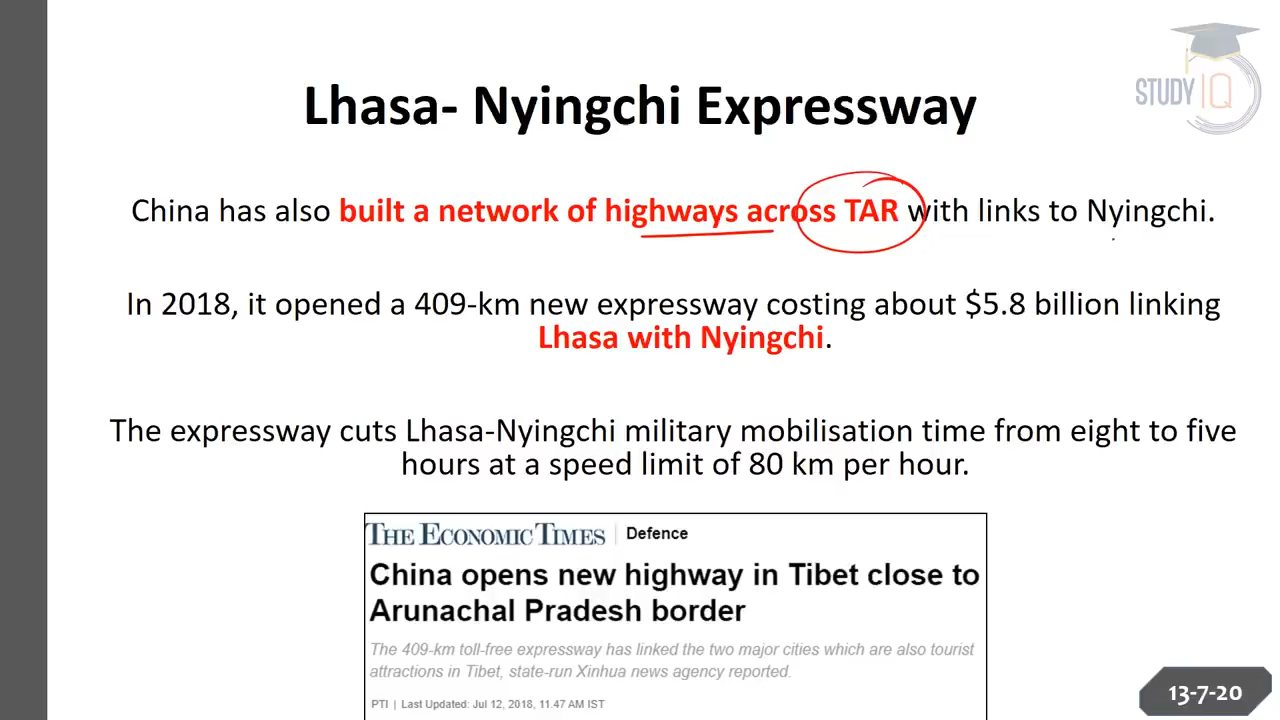 STUDY IQ
Lhasa- Nyingchi Expressway
China has also built a network of highways across TAR with links to Nyingchi.
In 2018, it opened a 409-km new expressway costing about $5.8 billion linking
Lhasa with Nyingchi.
The expressway cuts Lhasa-Nyingchi military mobilisation time from eight to five
hours at a speed limit of 80 km per hour.
THE ECONOMIC TIMES | Defence
China opens new highway in Tibet close to
Arunachal Pradesh border
The 409-km toll-free expressway has linked the two major cities which are also tourist
attractions in Tibet, state-run Xinhua news agency reported.
PTI | Last Updated: Jul 12, 2018, 11.47 AM IST
13-7-20